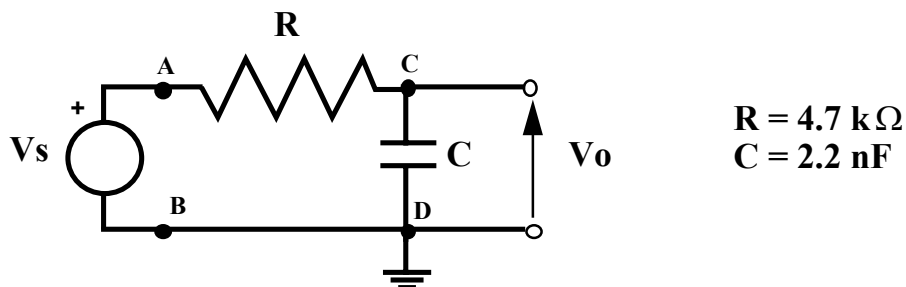 R
A
C
+
Vs
C
Vo
B
D
R = 4.7 kΩ
C = 2.2 nF